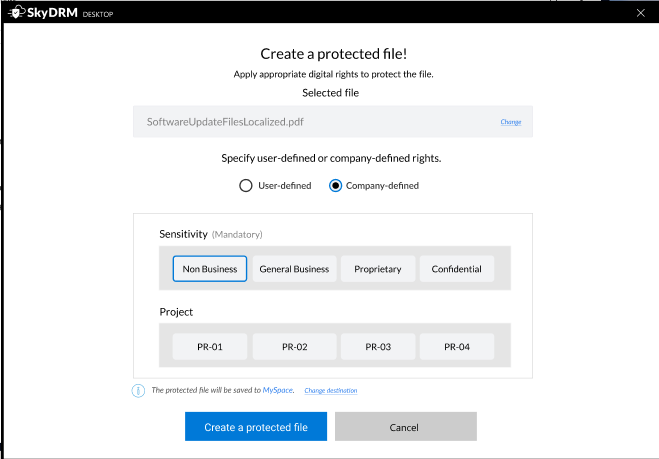 SkyDRM DESKTOP
Create a protected file!
Apply appropriate digital rights to protect the file.
Selected file
SoftwareUpdateFilesLocalized.pdf Change
Specify user-defined or company-defined rights.
User-defined Company-defined
Sensitivity (Mandatory)
Non Business General Business Proprietary Confidential
Project
PR-01 PR-02 PR-03 PR-04
The protected file will be saved to MySpace. Change destination
Create a protected file Cancel